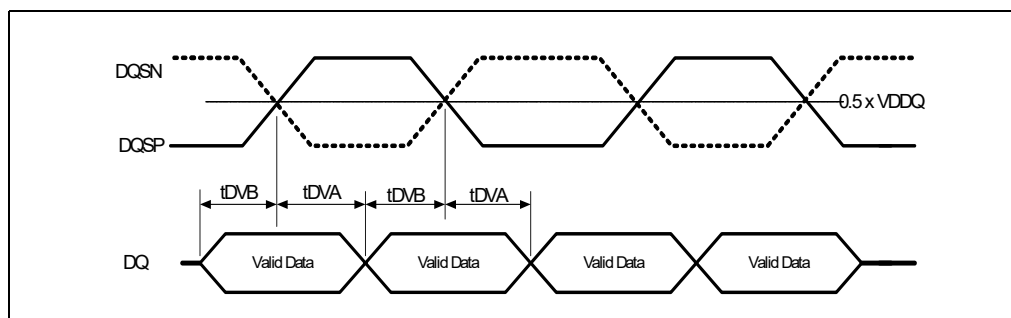 DQSN
0.5 x VDDQ
DQSP
tDVB tDVA tDVB tDVA
DQ Valid Data Valid Data Valid Data Valid Data